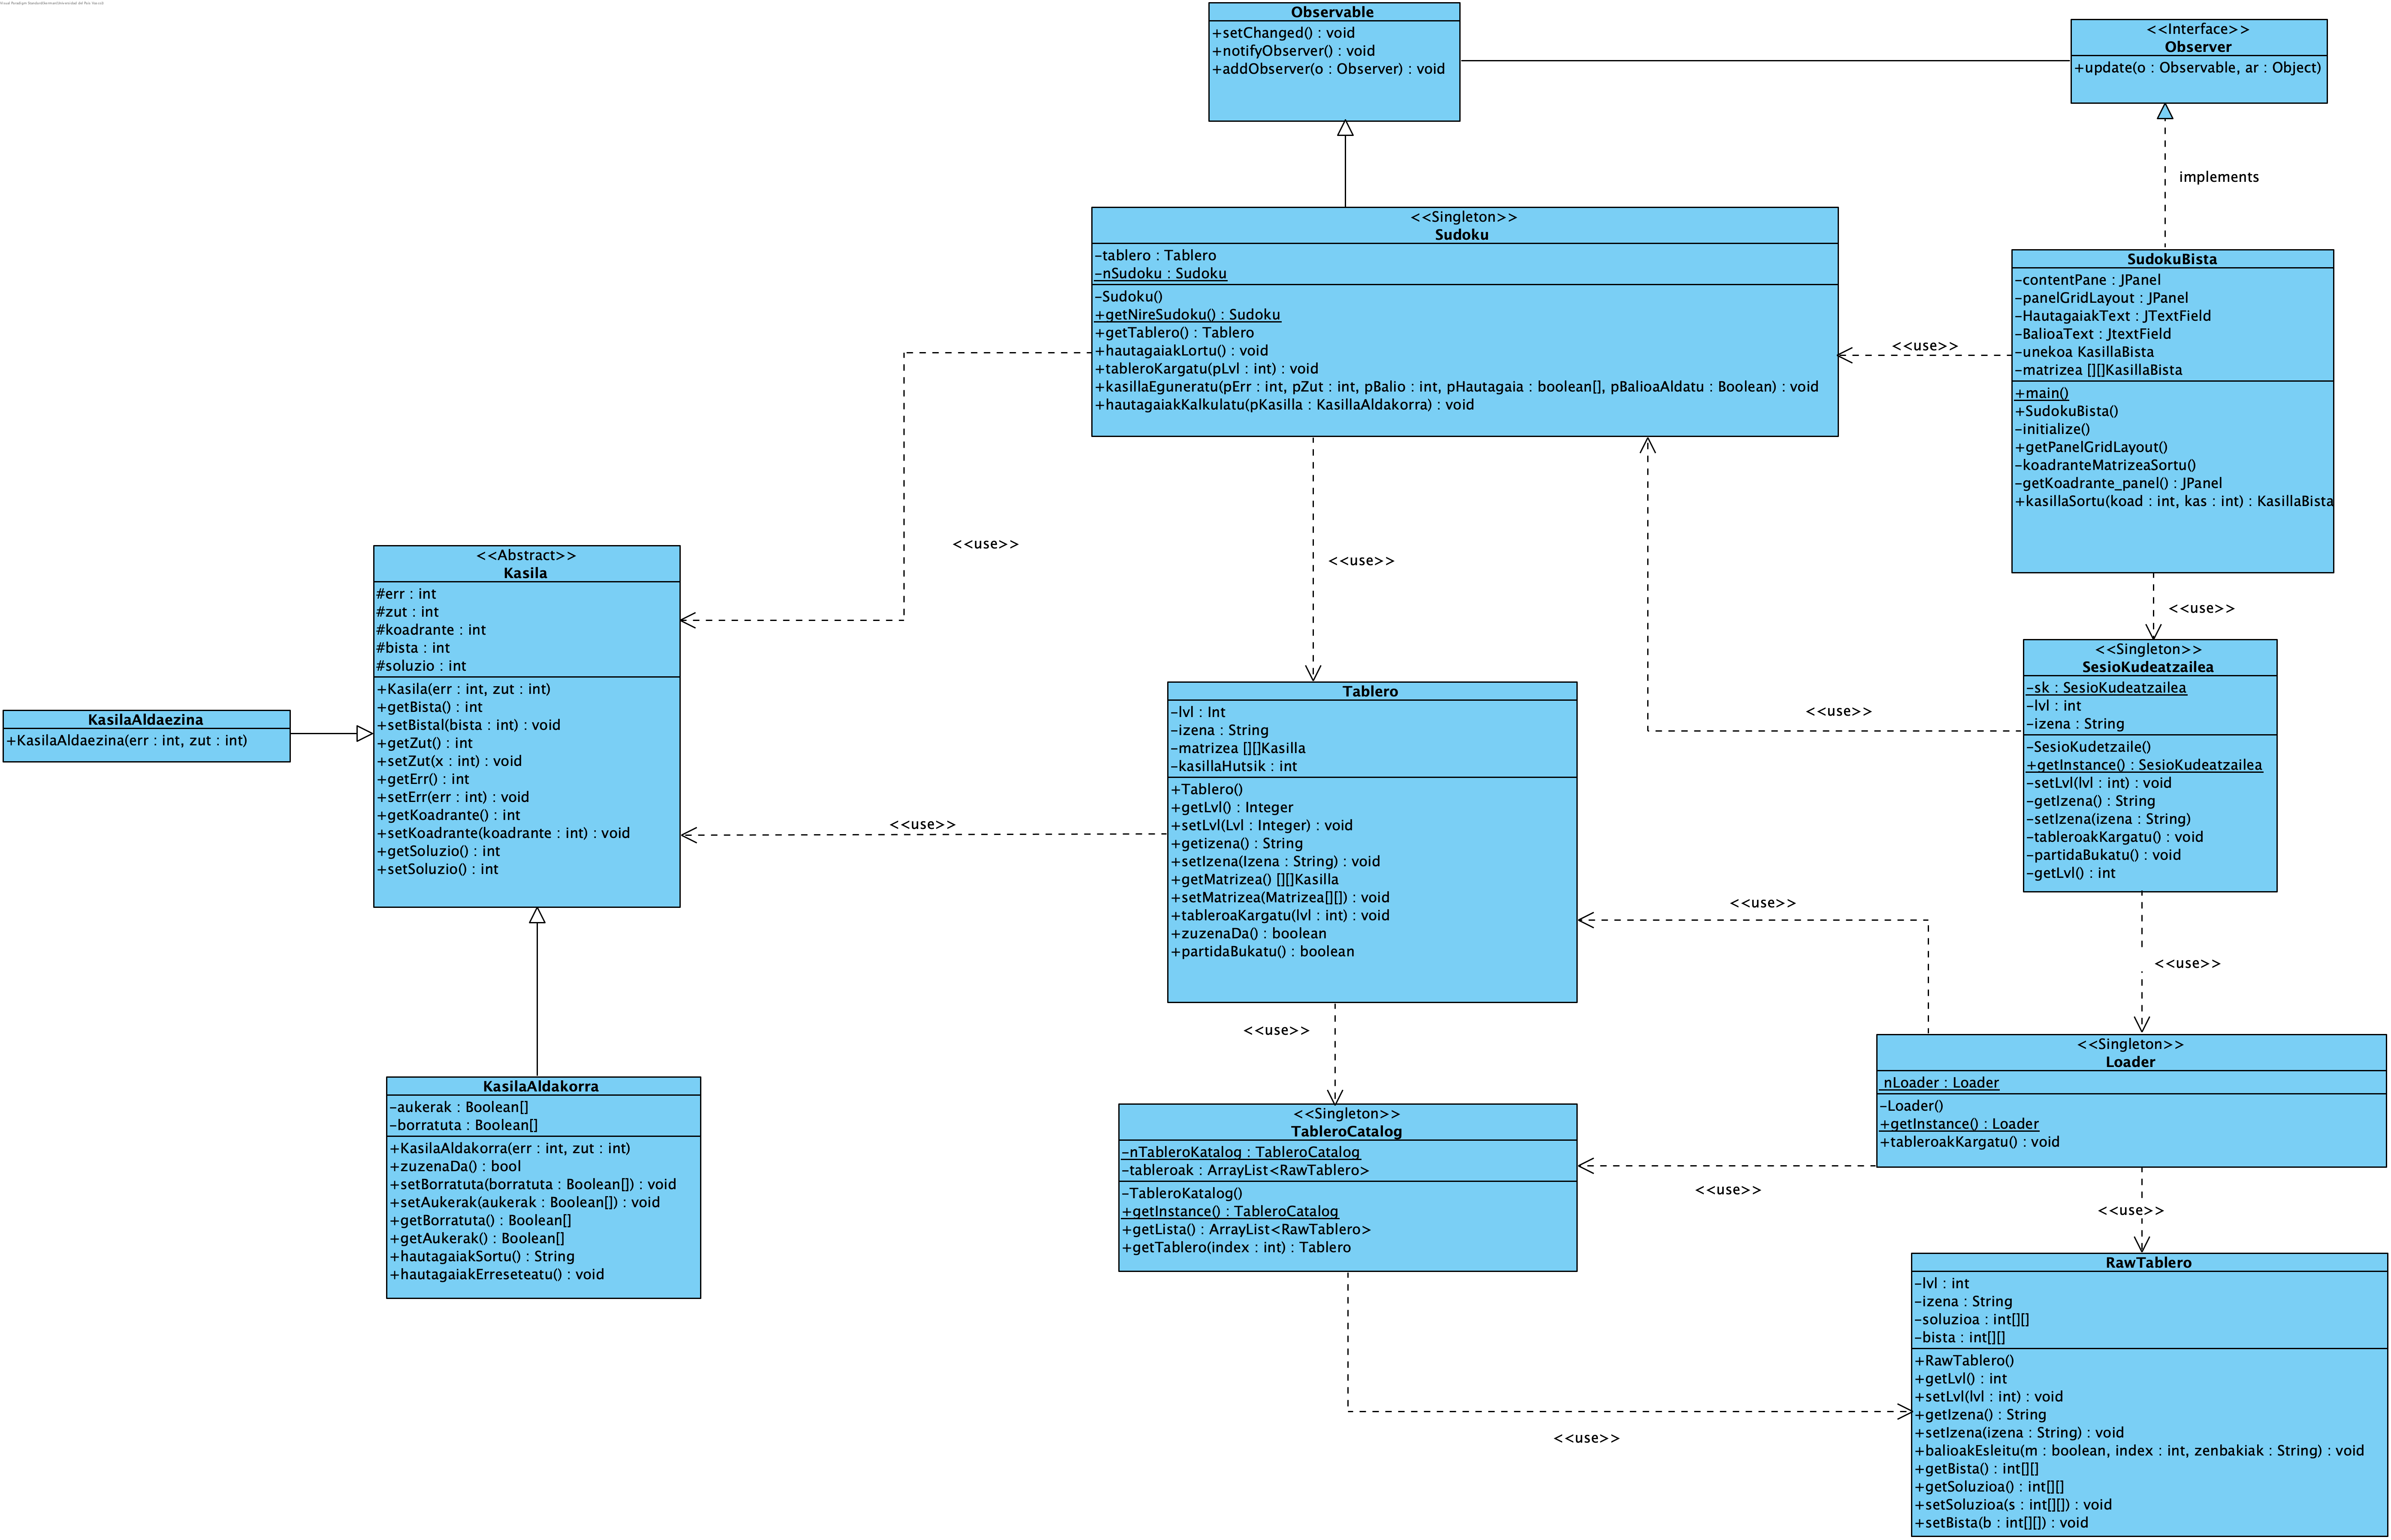 Observable
+setChanged() : void
+notifyObserver() : void
+addObserver(o : Observer) : void
<<Interface>>
Observer
+update(o : Observable, ar : Object)
implements
<<Singleton>>
Sudoku
-tablero : Tablero
-nSudoku : Sudoku
-Sudoku()
+getNireSudoku() : Sudoku
+getTablero() : Tablero
+hautagaiakLortu() : void
+tableroKargatu(pLvl : int) : void
+kasillaEguneratu(pErr : int, pZut : int, pBalio : int, pHautagaia : boolean[], pBalioaAldatu : Boolean) : void
+hautagaiakKalkulatu(pKasilla : KasillaAldakorra) : void
<<use>>
SudokuBista
-contentPane : JPanel
-panelGridLayout : JPanel
-HautagaiakText : JTextField
-BalioaText : JtextField
-unekoa KasillaBista
-matrizea [][]KasillaBista
+main()
+SudokuBista()
-initialize()
+getPanelGridLayout()
-koadranteMatrizeaSortu()
-getKoadrante_panel() : JPanel
+kasillaSortu(koad : int, kas : int) : KasillaBista
<<use>>
<<use>>
<<use>>
<<Abstract>>
Kasila
#err : int
#zut : int
#koadrante : int
#bista : int
#soluzio : int
+Kasila(err : int, zut : int)
+getBista() : int
+setBistal(bista : int) : void
+getZut() : int
+setZut(x : int) : void
+getErr() : int
+setErr(err : int) : void
+getKoadrante() : int
+setKoadrante(koadrante : int) : void
+getSoluzio() : int
+setSoluzio() : int
KasilaAldaezina
+KasilaAldaezina(err : int, zut : int)
<<use>>
Tablero
-lvl : Int
-izena : String
-matrizea [][]Kasilla
-kasillaHutsik : int
+Tablero()
+getLvl() : Integer
+setLvl(Lvl : Integer) : void
+getizena() : String
+setIzena(Izena : String) : void
+getMatrizea() [][]Kasilla
+setMatrizea(Matrizea[][]) : void
+tableroaKargatu(lvl : int) : void
+zuzenaDa() : boolean
+partidaBukatu() : boolean
<<use>>
<<Singleton>>
SesioKudeatzailea
-sk : SesioKudeatzailea
-lvl : int
-izena : String
-SesioKudetzaile()
+getInstance() : SesioKudeatzailea
-setLvl(lvl : int) : void
-getIzena() : String
-setIzena(izena : String)
-tableroakKargatu() : void
-partidaBukatu() : void
-getLvl() : int
<<use>>
<<use>>
<<use>>
<<Singleton>>
Loader
nLoader : Loader
-Loader()
+getInstance() : Loader
+tableroakKargatu() : void
KasilaAldakorra
-aukerak : Boolean[]
-borratuta : Boolean[]
+KasilaAldakorra(err : int, zut : int)
+zuzenaDa() : bool
+setBorratuta(borratuta : Boolean[]) : void
+setAukerak(aukerak : Boolean[]) : void
+getBorratuta() : Boolean[]
+getAukerak() : Boolean[]
+hautagaiakSortu() : String
+hautagaiakErreseteatu() : void
<<Singleton>>
TableroCatalog
-nTableroKatalog : TableroCatalog
-tableroak : ArrayList<RawTablero>
-TableroKatalog()
+getInstance() : TableroCatalog
+getLista() : ArrayList<RawTablero>
+getTablero(index : int) : Tablero
<<use>>
<<use>>
<<use>>
RawTablero
-lvl : int
-izena : String
-soluzioa : int[][]
-bista : int[][]
+RawTablero()
+getLvl() : int
+setLvl(lvl : int) : void
+getIzena() : String
+setIzena(izena : String) : void
+balioakEsleitu(m : boolean, index : int, zenbakiak : String) : void
+getBista() : int[][]
+getSoluzioa() : int[][]
+setSoluzioa(s : int[][]) : void
+setBista(b : int[][]) : void